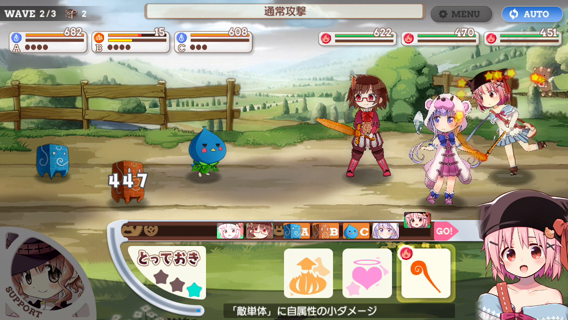 WAVE 2/3 2
通常攻撃
MENU
AUTO
682
A
15
B
608
C
622
470
451
447
A B C GO!
とっておき
SUPPORT
「敵単体」に自属性の小ダメージ